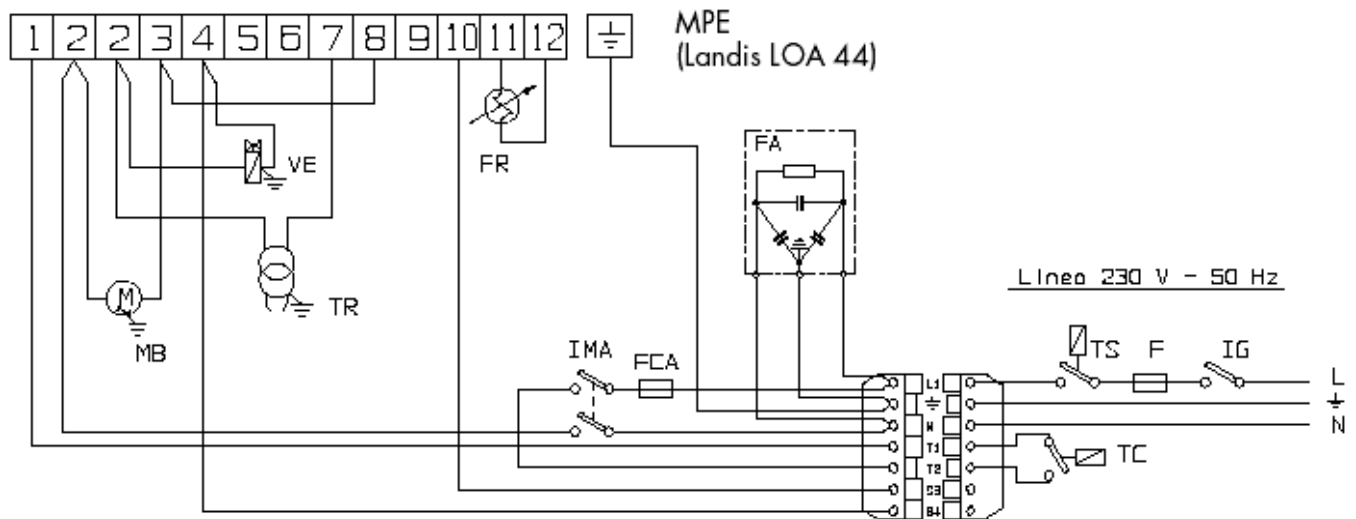 1 2 2 3 4 5 6 7 8 9 10 11 12
MPE
(Landis LOA 44)
VE
FR
FA
TR
MB
Linea 230 V - 50 Hz
IMA
FCA
TS
F
IG
L1
L
N
N
T1
TC
T2
S3
B4